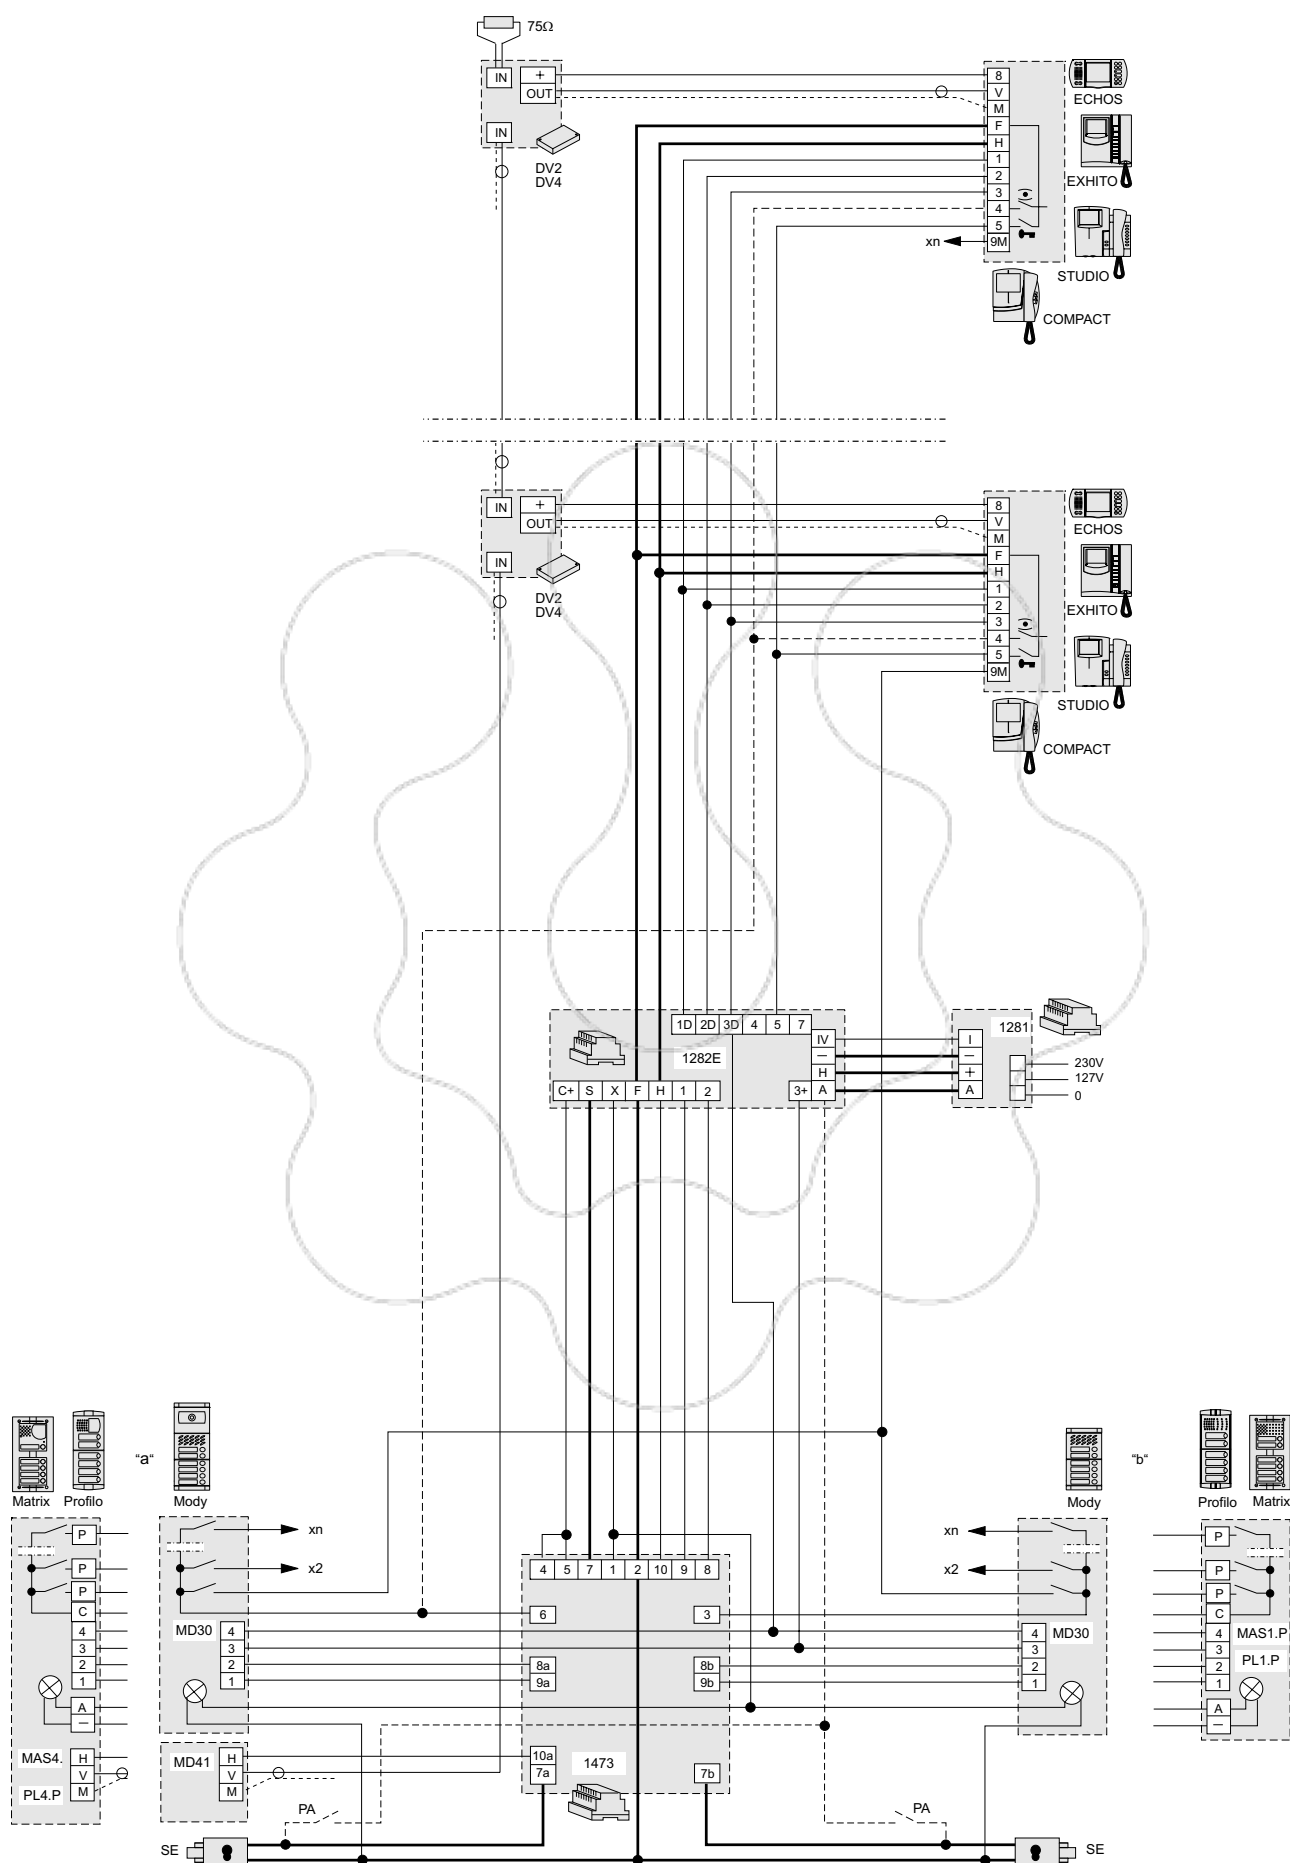 75Ω
IN
+
OUT
IN
DV2
DV4
8
V
M
F
H
1
2
3
4
5
9M
xn
ECHOS
EXHITO
STUDIO
COMPACT
IN
+
OUT
IN
DV2
DV4
8
V
M
F
H
1
2
3
4
5
9M
ECHOS
EXHITO
STUDIO
COMPACT
1D 2D 3D 4 5 7
1282E
IV
—
H
A
C+ S X F H 1 2 3+
1281
I
—
+
A
230V
127V
0
Matrix
Profilo
"a"
Mody
Mody
"b"
Profilo
Matrix
P
P
P
C
4
3
2
1
A
—
MAS4.
PL4.P
H
V
M
xn
x2
MD30
4
3
2
1
MD41
H
V
M
4 5 7 1 2 10 9 8
6
3
8a
9a
8b
9b
10a
7a
1473
7b
xn
x2
4
3
2
1
MD30
P
P
P
C
4
3
2
1
A
—
MAS1.P
PL1.P
PA
PA
SE
SE